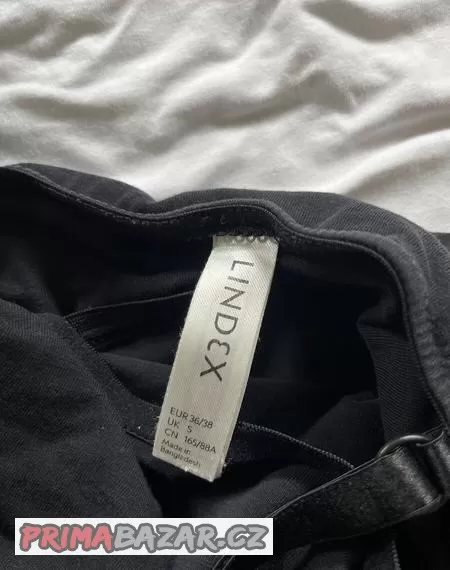 LINDEX
EUR 36/38
UK S
CN 165/88A
Made in
Bangladesh
PRIMABAZAR.CZ